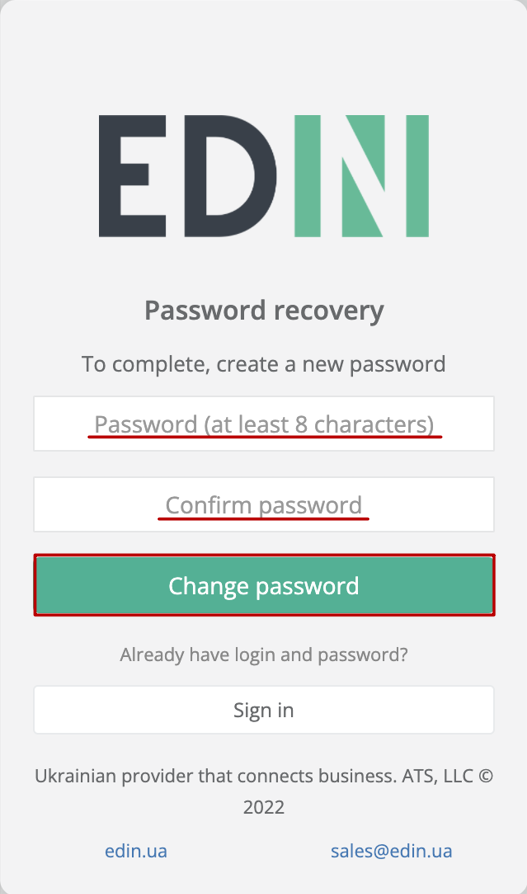 EDIN
Password recovery
To complete, create a new password
Password (at least 8 characters)
Confirm password
Change password
Already have login and password?
Sign in
Ukrainian provider that connects business. ATS, LLC ©
2022
edin.ua sales@edin.ua